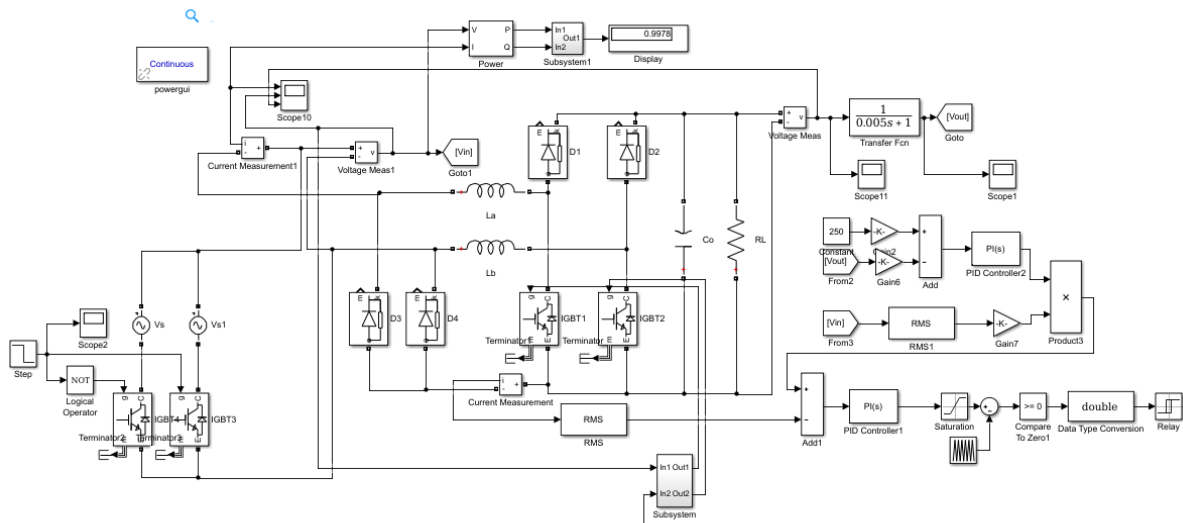 Continuous
powergui
V
I
P
Q
Power
In1
In2
Out1
Subsystem1
0.9978
Display
Scope10
i
+
-
Current Measurement1
+
-
v
Voltage Meas1
[Vin]
Goto1
m
k
D1
m
k
D2
+
-
v
Voltage Meas
1
0.005s+1
Transfer Fcn
[Vout]
Goto
Scope11
Scope1
La
Lb
Co
RL
250
Constant
-K-
Gain2
[Vout]
From2
-K-
Gain6
+
-
Add
PI(s)
PID Controller2
×
Product3
[Vin]
From3
RMS
RMS1
-K-
Gain7
m
k
D3
m
k
D4
g
C
m
E
IGBT1
Terminator1
g
C
m
E
IGBT2
Terminator
Vs
Vs1
Scope2
Step
NOT
Logical
Operator
g
C
m
E
IGBT4
Terminator2
g
C
m
E
IGBT3
Terminator3
i
+
-
Current Measurement
RMS
RMS
+
-
Add1
PI(s)
PID Controller1
Saturation
+
-
>= 0
Compare
To Zero1
double
Data Type Conversion
Relay
In1 Out1
In2 Out2
Subsystem